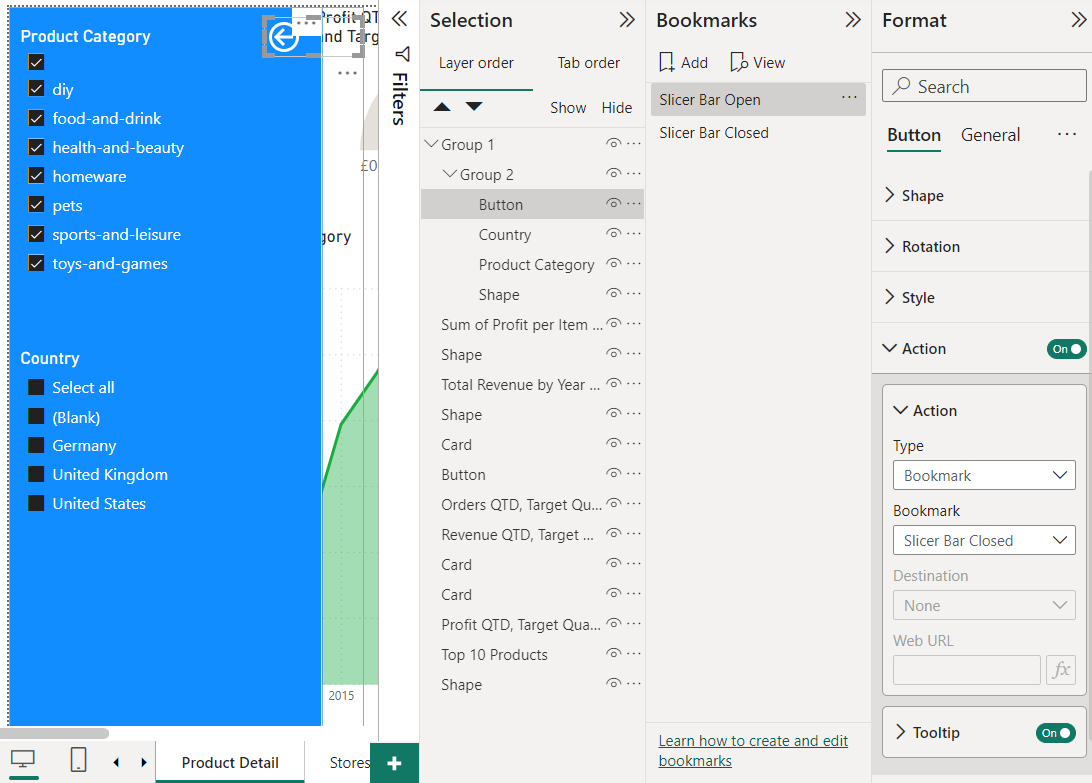 Product Category
diy
food-and-drink
health-and-beauty
homeware
pets
sports-and-leisure
toys-and-games
Country
Select all
(Blank)
Germany
United Kingdom
United States
Profit QT
and Targ
£0
gory
2015
Product Detail
Stores
Filters
Selection
Layer order
Tab order
Show
Hide
Group 1
Group 2
Button
Country
Product Category
Shape
Sum of Profit per Item ...
Shape
Total Revenue by Year ...
Shape
Card
Button
Orders QTD, Target Qu...
Revenue QTD, Target ...
Card
Card
Profit QTD, Target Qua...
Top 10 Products
Shape
Bookmarks
Add
View
Slicer Bar Open
Slicer Bar Closed
Learn how to create and edit
bookmarks
Format
Search
Button
General
Shape
Rotation
Style
Action
On
Action
Type
Bookmark
Bookmark
Slicer Bar Closed
Destination
None
Web URL
fx
Tooltip
On